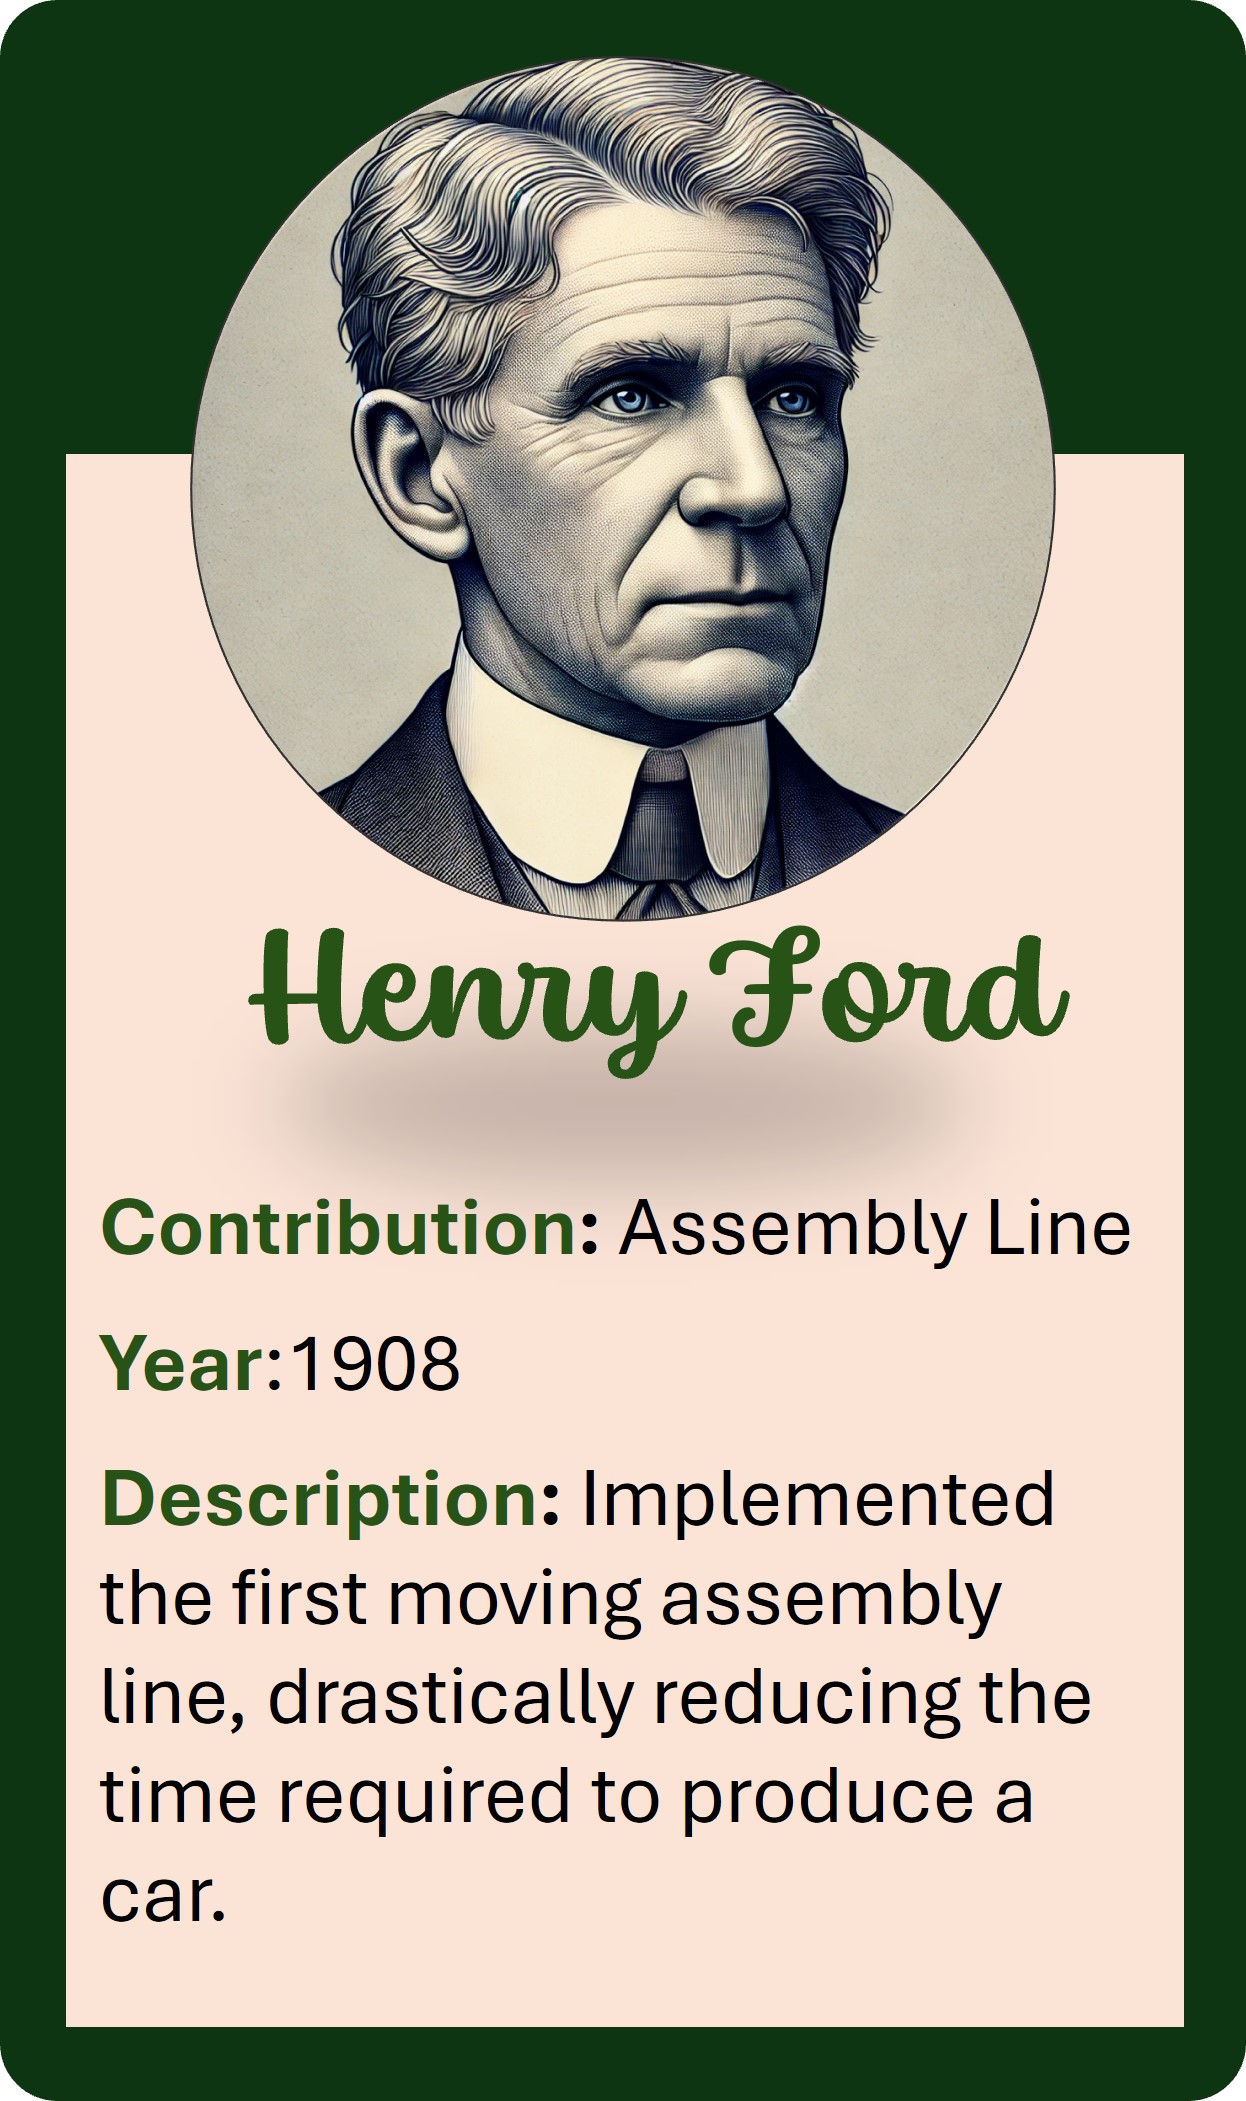 Henry Ford
Contribution: Assembly Line
Year:1908
Description: Implemented
the first moving assembly
line, drastically reducing the
time required to produce a
car.